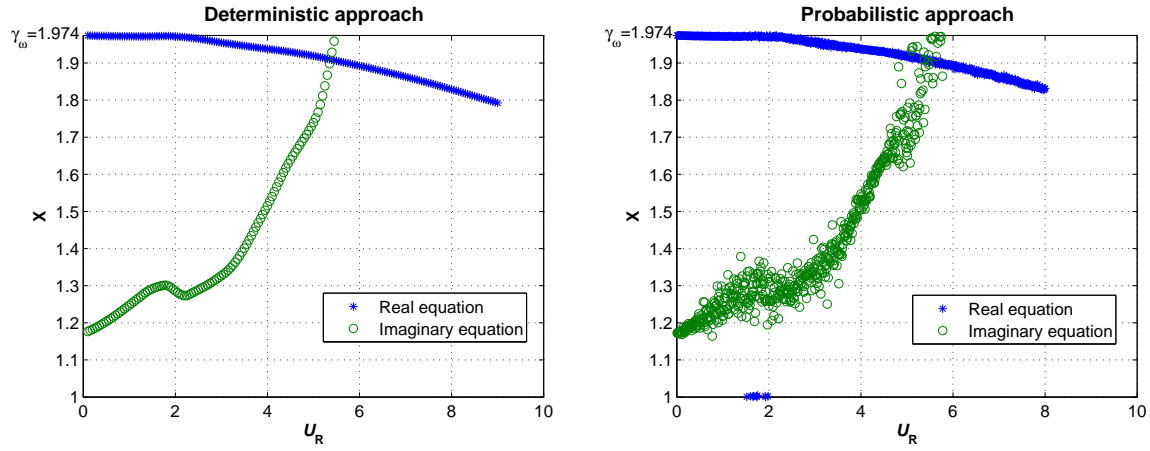 Deterministic approach
γω=1.974
1.9
1.8
1.7
1.6
1.5
1.4
1.3
1.2
1.1
1
X
0 2 4 6 8 10
UR
Real equation
Imaginary equation
Probabilistic approach
γω=1.974
1.9
1.8
1.7
1.6
1.5
1.4
1.3
1.2
1.1
1
X
0 2 4 6 8 10
UR
Real equation
Imaginary equation